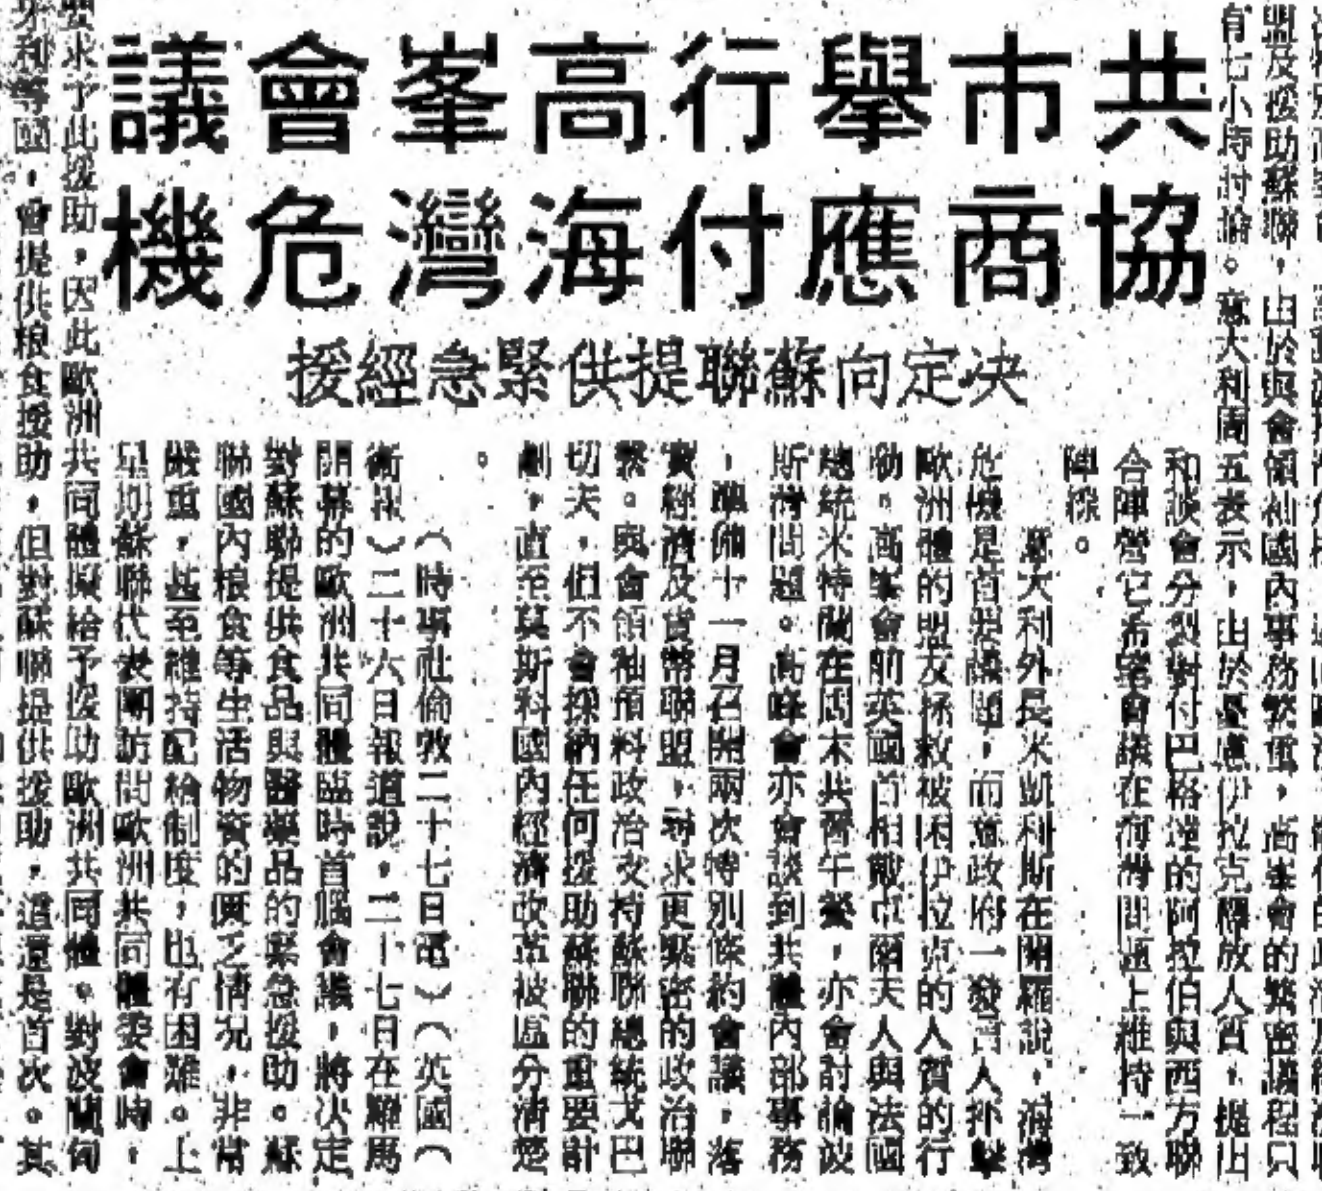 共市舉行高峯會議
協商應付海灣危機
决定向蘇聯提供緊急經援
盟及援助蘇聯，由於與會領袖國內事務繁重，高峯會的緊密議程只
有七小時討論。意大利周五表示，由於憂慮伊拉克釋放人質，提出
和談會分裂對付巴格達的阿拉伯與西方聯
合陣營它希望會議在海灣問題上維持一致
陣線。
意大利外長米凱利斯在開羅說，海灣
危機是首要議題，而意政府一發言人抨擊
歐洲體的盟友拯救被困伊拉克的人質的行
動。高峯會前英國首相戴卓爾夫人與法國
總統米特蘭在周末共晉午餐，亦會討論波
斯灣問題。高峰會亦會談到共體內部事務
，準備十一月召開兩次特別條約會議，落
實經濟及貨幣聯盟，尋求更緊密的政治聯
繫。與會領袖預料政治支持蘇聯總統戈巴
切夫，但不會採納任何援助蘇聯的重要計
劃，直至莫斯科國內經濟改革被區分清楚
。
（時事社倫敦二十七日電）（英國（
衛報）二十六日報道說，二十七日在羅馬
開幕的歐洲共同體臨時首腦會議，將決定
對蘇聯提供食品與醫藥品的緊急援助。蘇
聯國內粮食等生活物資的匱乏情况，非常
嚴重，甚至維持配給制度，也有困難。上
星期蘇聯代表團訪問歐洲共同體委會時，
要求予此援助，因此歐洲共同體擬給予援助歐洲共同體。對波蘭匈
牙利等國，曾提供粮食援助，但對蘇聯提供援助，這還是首次。其